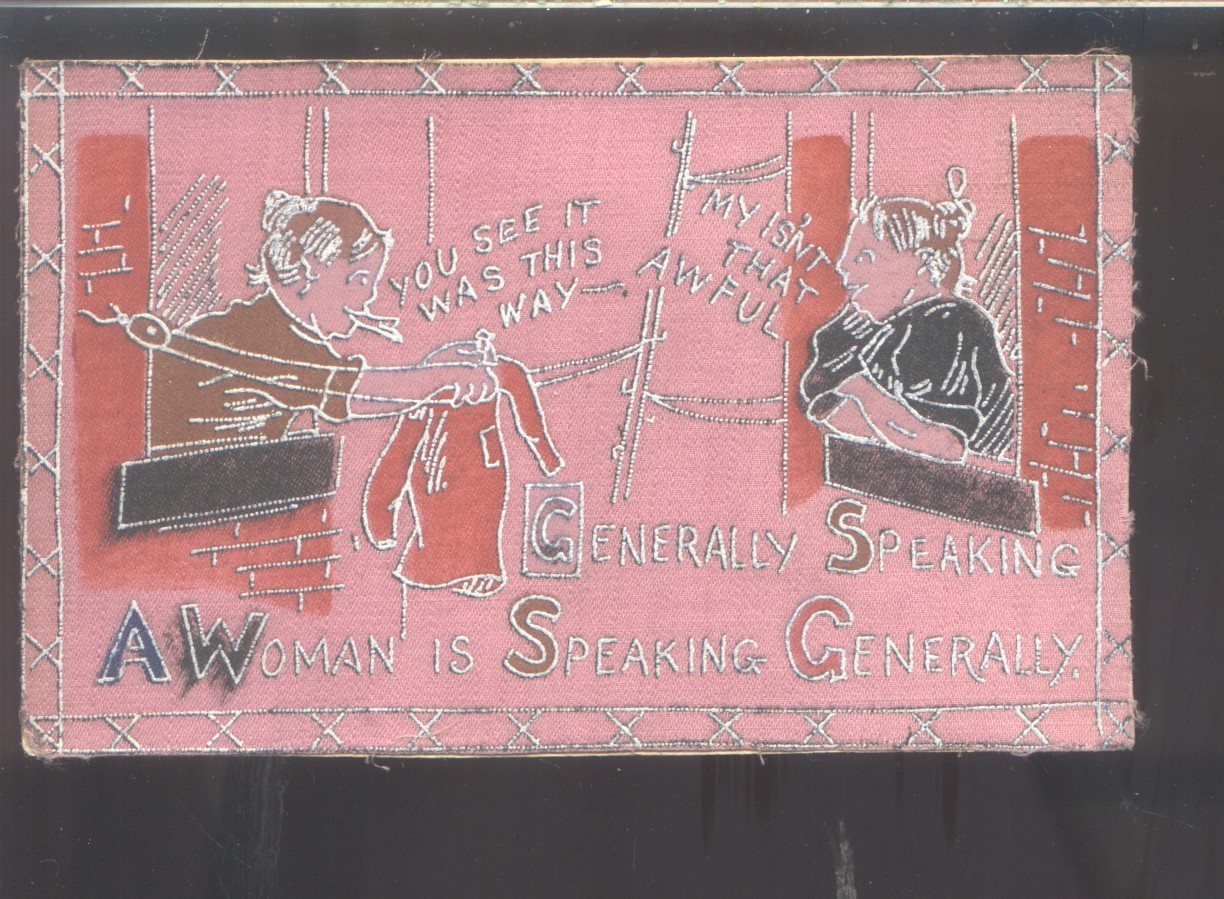 YOU SEE IT
WAS THIS
WAY—
MY ISN'T
THAT
AWFUL
GENERALLY SPEAKING
A WOMAN IS SPEAKING GENERALLY.